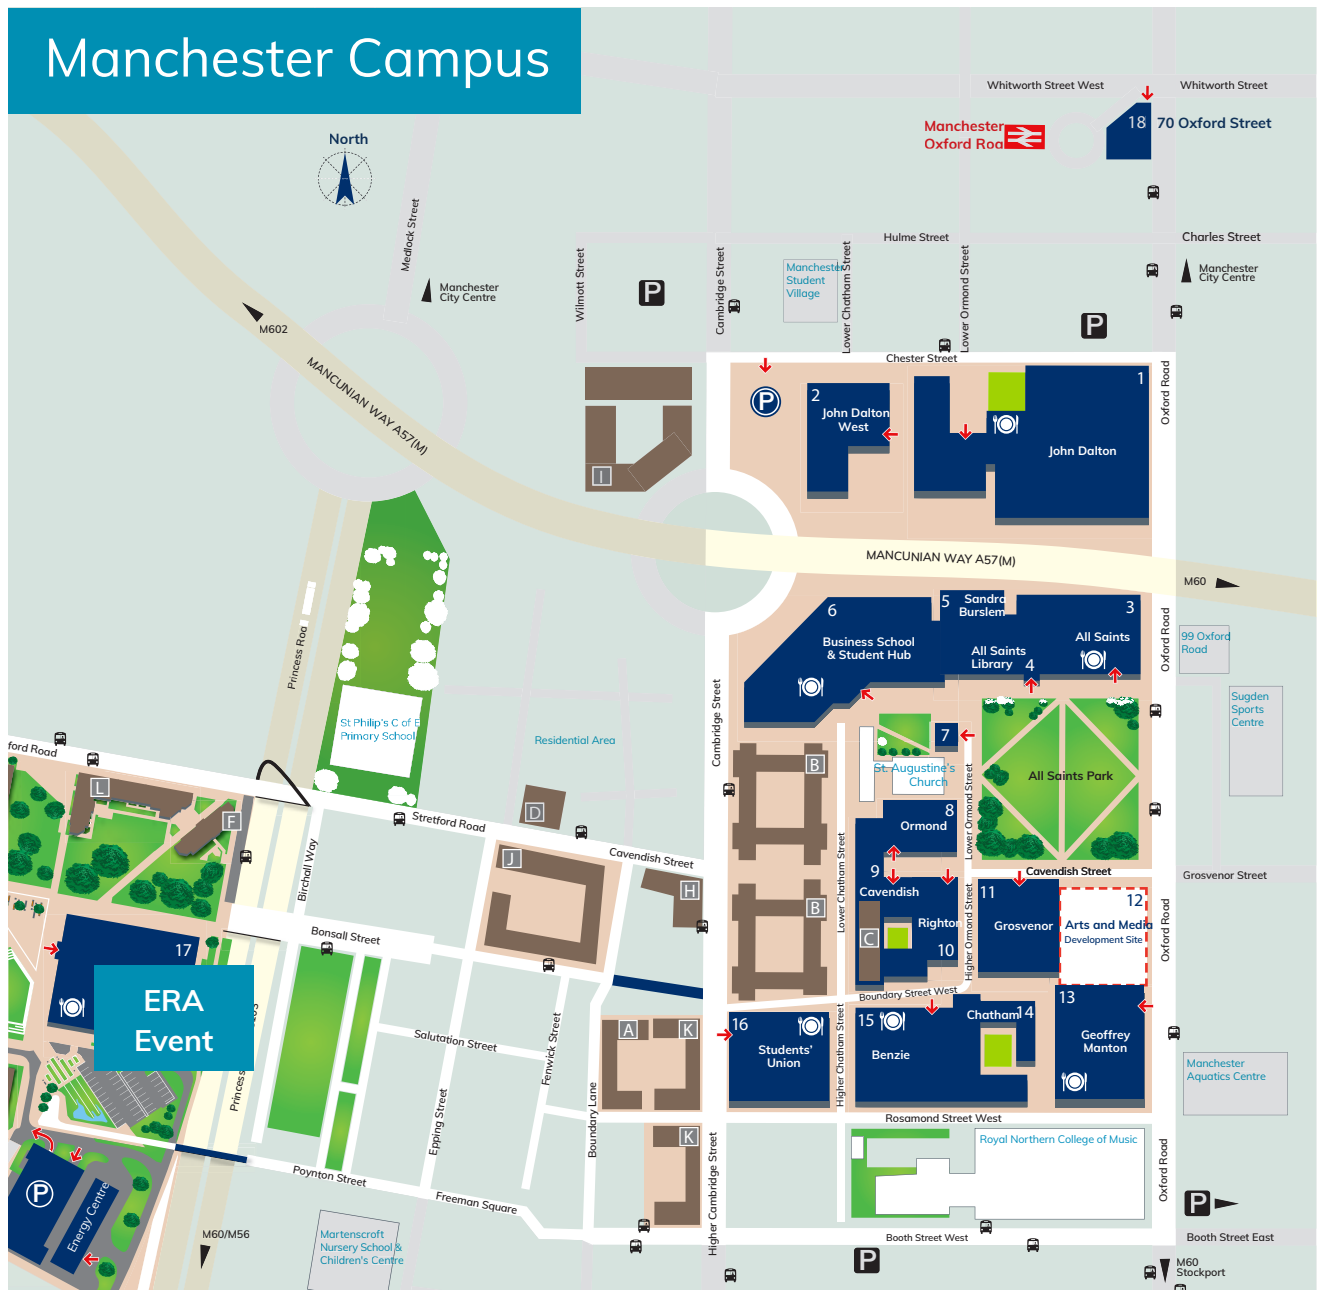 Manchester Campus
North
Whitworth Street West
Whitworth Street
Manchester
Oxford Roa
18
70 Oxford Street
Medlock Street
Manchester
City Centre
M602
MANCUNIAN WAY A57(M)
Wilmott Street
P
Cambridge Street
Hulme Street
Charles Street
Manchester
Student
Village
Lower Chatham Street
Lower Ormond Street
Manchester
City Centre
P
Chester Street
Oxford Road
P
2
John Dalton
West
1
John Dalton
I
MANCUNIAN WAY A57(M)
M60
6
Business School
& Student Hub
5
Sandra
Burslem
3
All Saints
All Saints
Library
4
Oxford Road
99 Oxford
Road
Sugden
Sports
Centre
Princess Roa
St Philip's C of E
Primary School
Residential Area
Cambridge Street
7
St. Augustine's
Church
All Saints Park
Lower Ormond Street
ford Road
L
F
Stretford Road
D
B
8
Ormond
Lower Chatham Street
Birchall Way
J
Cavendish Street
H
9
Cavendish
Cavendish Street
Grosvenor Street
B
C
Righton
10
Higher Ormond Street
11
Grosvenor
12
Arts and Media
Development Site
Oxford Road
Bonsall Street
17
ERA
Event
Boundary Street West
Princess
Salutation Street
Fenwick Street
Epping Street
Boundary Lane
A
K
16
Students'
Union
Higher Chatham Street
15
Benzie
Chatham
14
13
Geoffrey
Manton
Manchester
Aquatics Centre
Rosamond Street West
K
Royal Northern College of Music
Oxford Road
Poynton Street
Freeman Square
Higher Cambridge Street
P
Energy Centre
M60/M56
Martenscroft
Nursery School &
Children's Centre
P
Booth Street West
Booth Street East
P
M60
Stockport